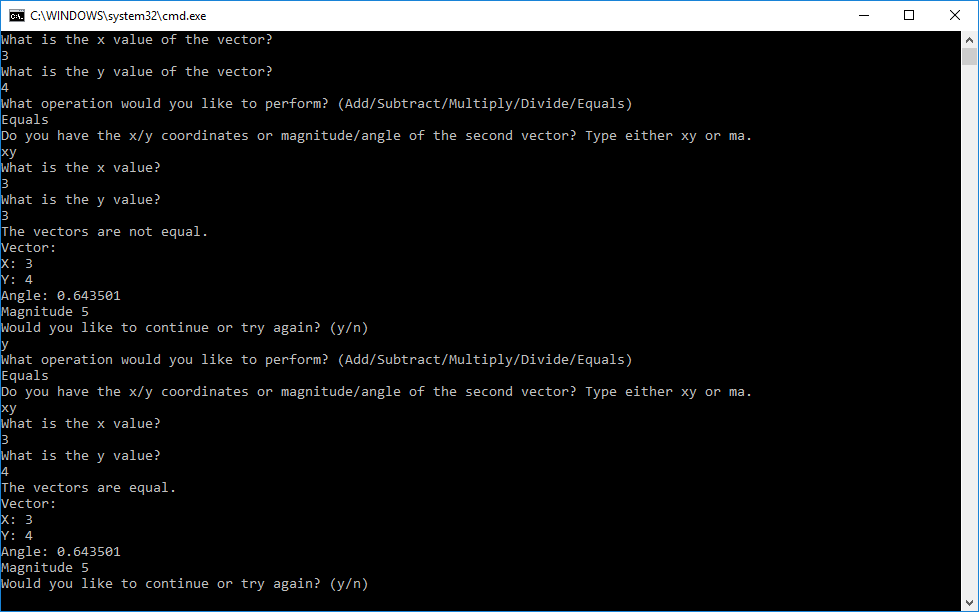 C:\WINDOWS\system32\cmd.exe
What is the x value of the vector?
3
What is the y value of the vector?
4
What operation would you like to perform? (Add/Subtract/Multiply/Divide/Equals)
Equals
Do you have the x/y coordinates or magnitude/angle of the second vector? Type either xy or ma.
xy
What is the x value?
3
What is the y value?
3
The vectors are not equal.
Vector:
X: 3
Y: 4
Angle: 0.643501
Magnitude 5
Would you like to continue or try again? (y/n)
y
What operation would you like to perform? (Add/Subtract/Multiply/Divide/Equals)
Equals
Do you have the x/y coordinates or magnitude/angle of the second vector? Type either xy or ma.
xy
What is the x value?
3
What is the y value?
4
The vectors are equal.
Vector:
X: 3
Y: 4
Angle: 0.643501
Magnitude 5
Would you like to continue or try again? (y/n)